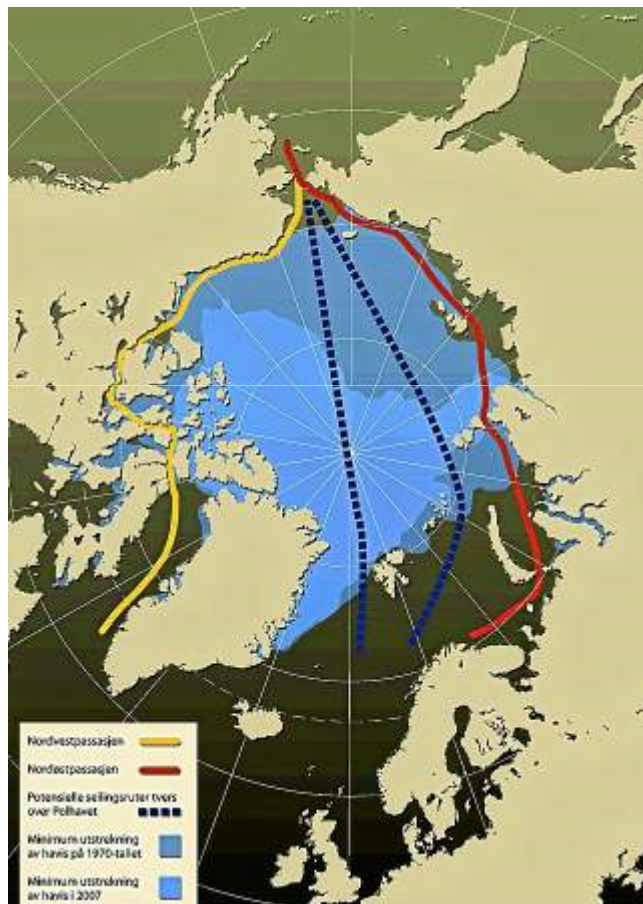 Nordvestpassasjen
Nordøstpassasjen
Potensielle seilingsruter tvers
over Polhavet
Minimum utstrekning
av havis på 1970-tallet
Minimum utstrekning
av havis i 2007